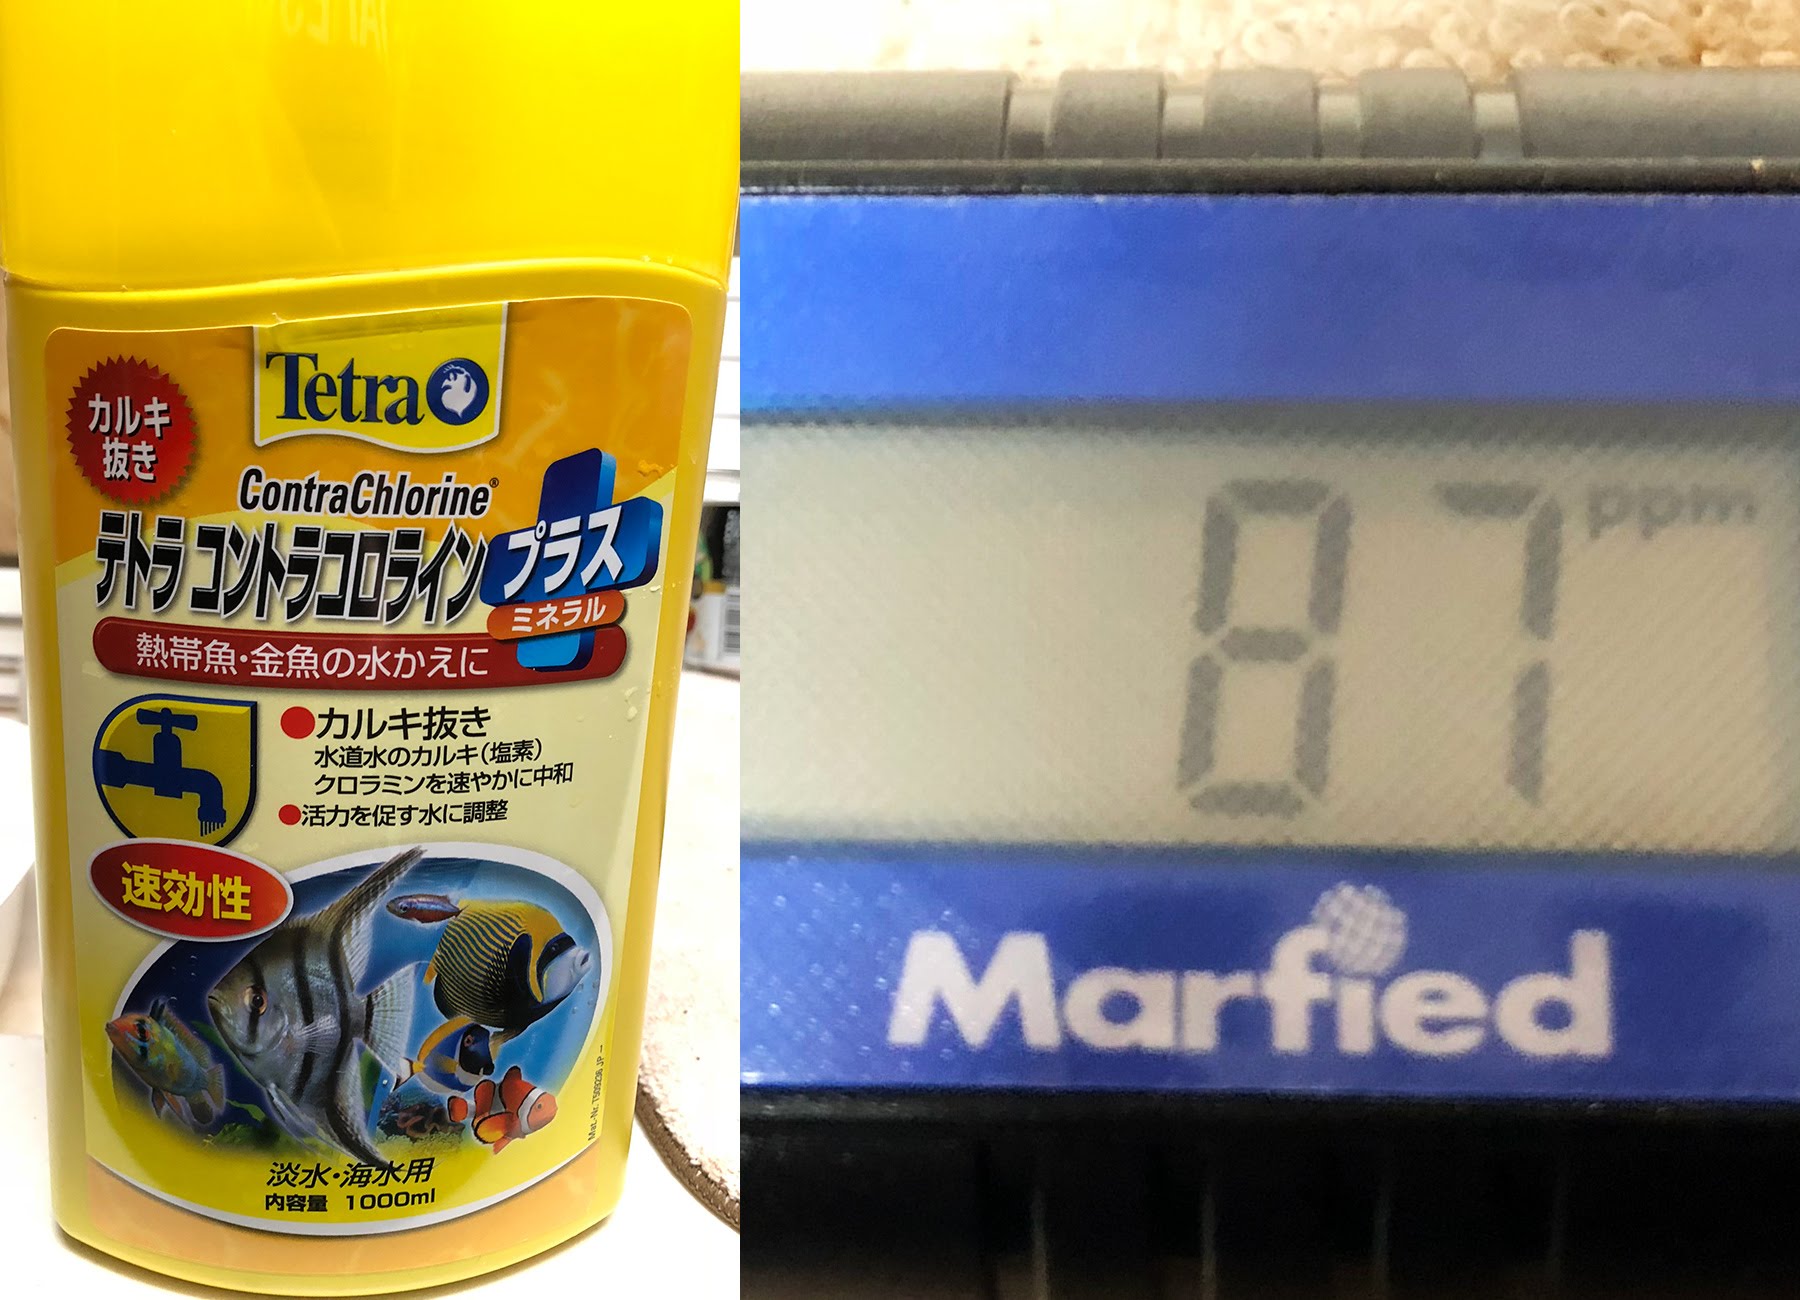 Tetra
カルキ
抜き
ContraChlorine®
テトラ コントラコロライン
プラス
ミネラル
熱帯魚・金魚の水かえに
●カルキ抜き
水道水のカルキ(塩素)
クロラミンを速やかに中和
●活力を促す水に調整
速効性
淡水・海水用
内容量 1000ml
87 ppm
Marfied